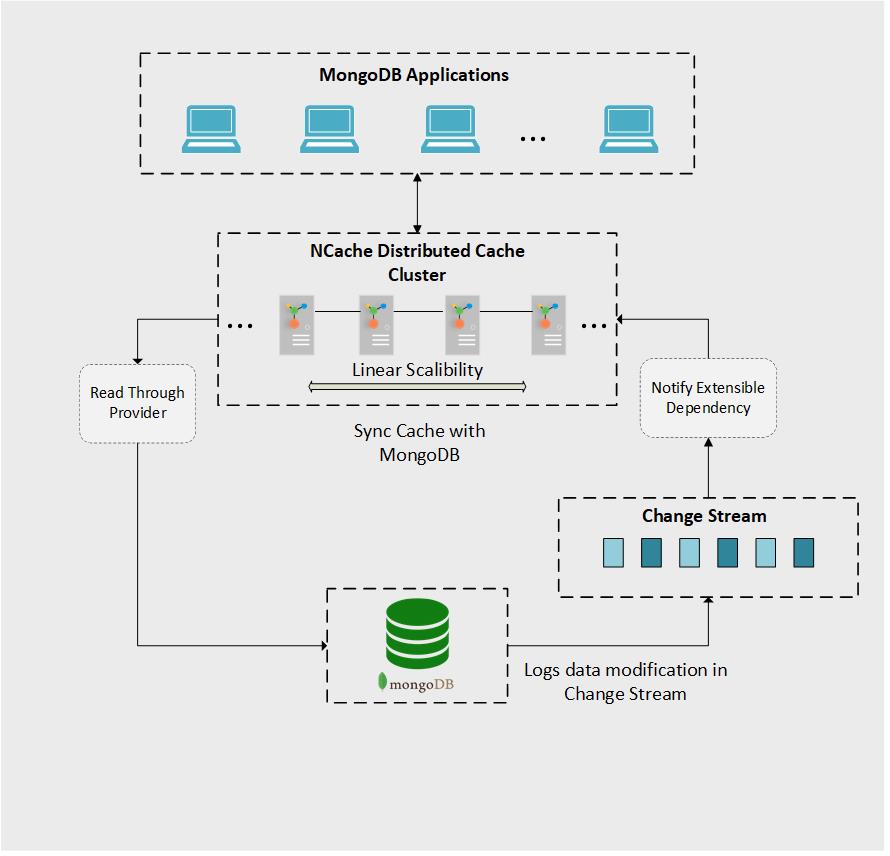 MongoDB Applications
...
NCache Distributed Cache
Cluster
...
...
Linear Scalibility
Read Through
Provider
Notify Extensible
Dependency
Sync Cache with
MongoDB
Change Stream
mongoDB
Logs data modification in
Change Stream